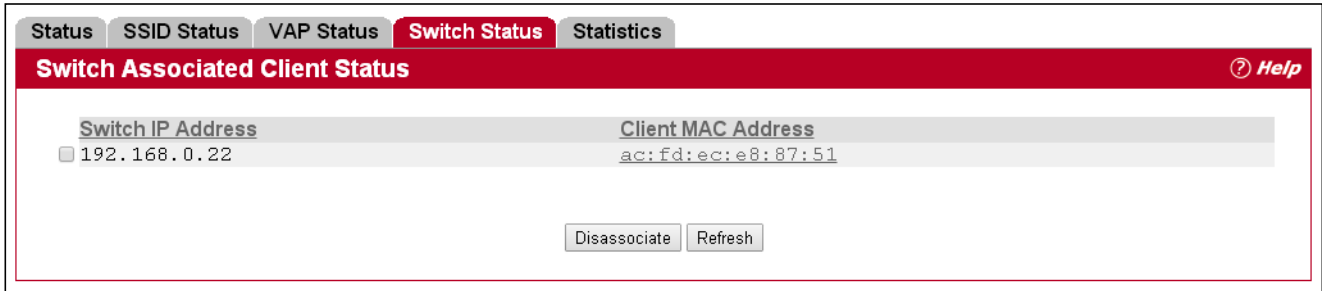 Status SSID Status VAP Status Switch Status Statistics
Switch Associated Client Status ? Help
Switch IP Address Client MAC Address
192.168.0.22 ac:fd:ec:e8:87:51
Disassociate Refresh